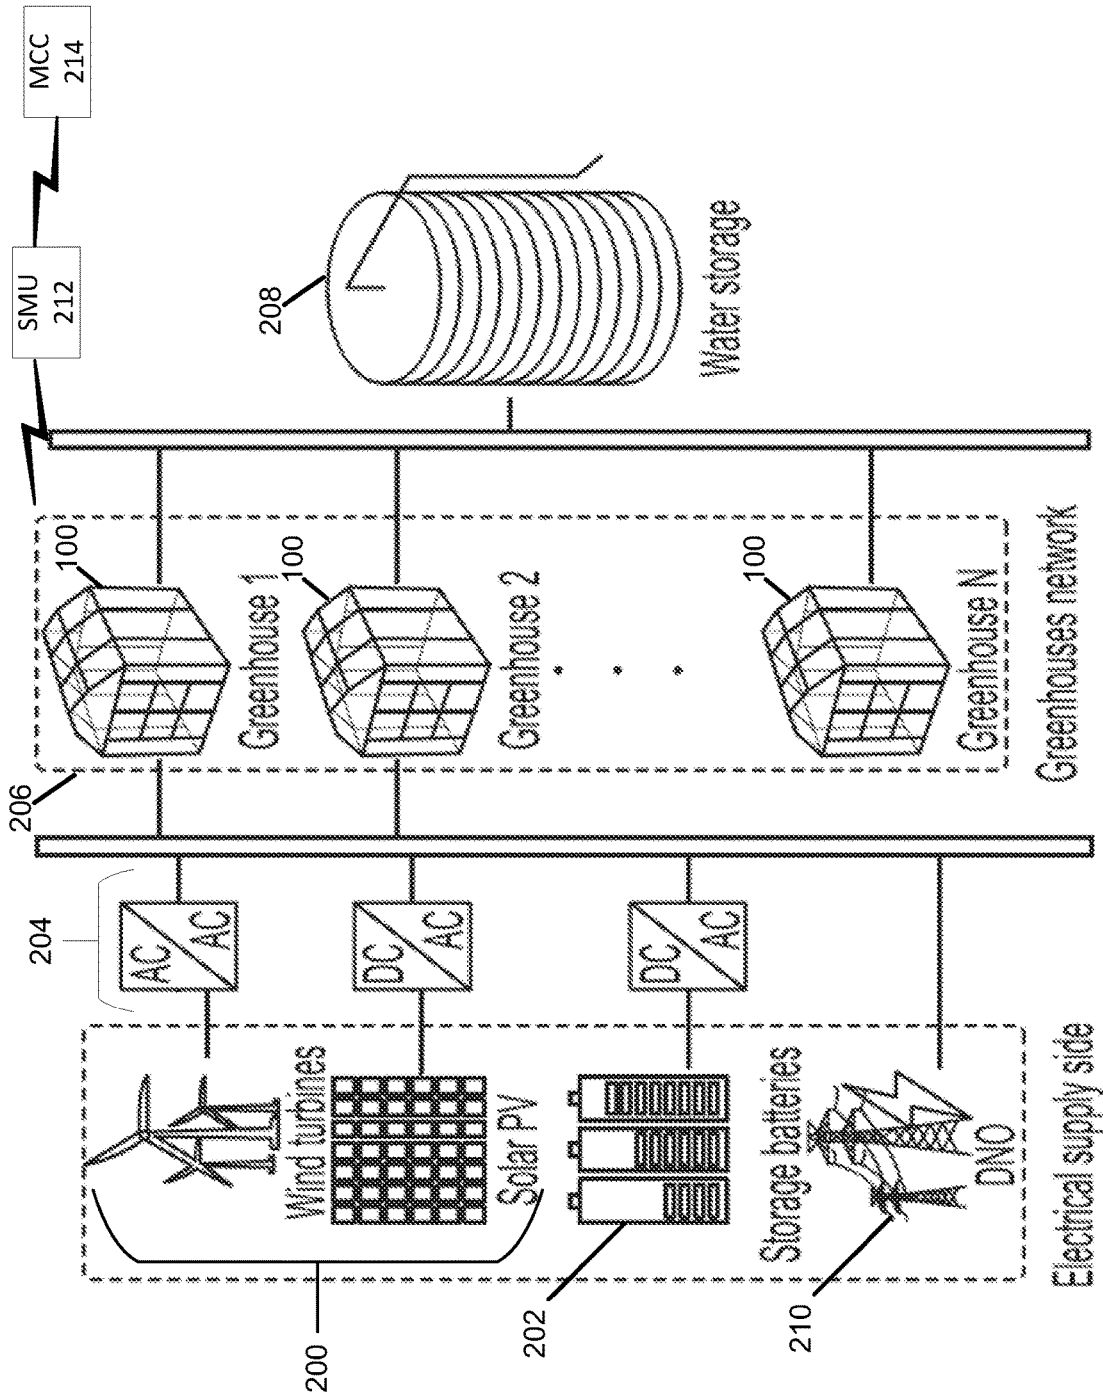 206
204
SMU
212
MCC
214
100
AC
AC
Greenhouse 1
208
200
Wind turbines
100
DC
AC
Solar PV
Greenhouse 2
202
DC
AC
Water storage
Storage batteries
100
210
DNO
Greenhouse N
Electrical supply side
Greenhouses network